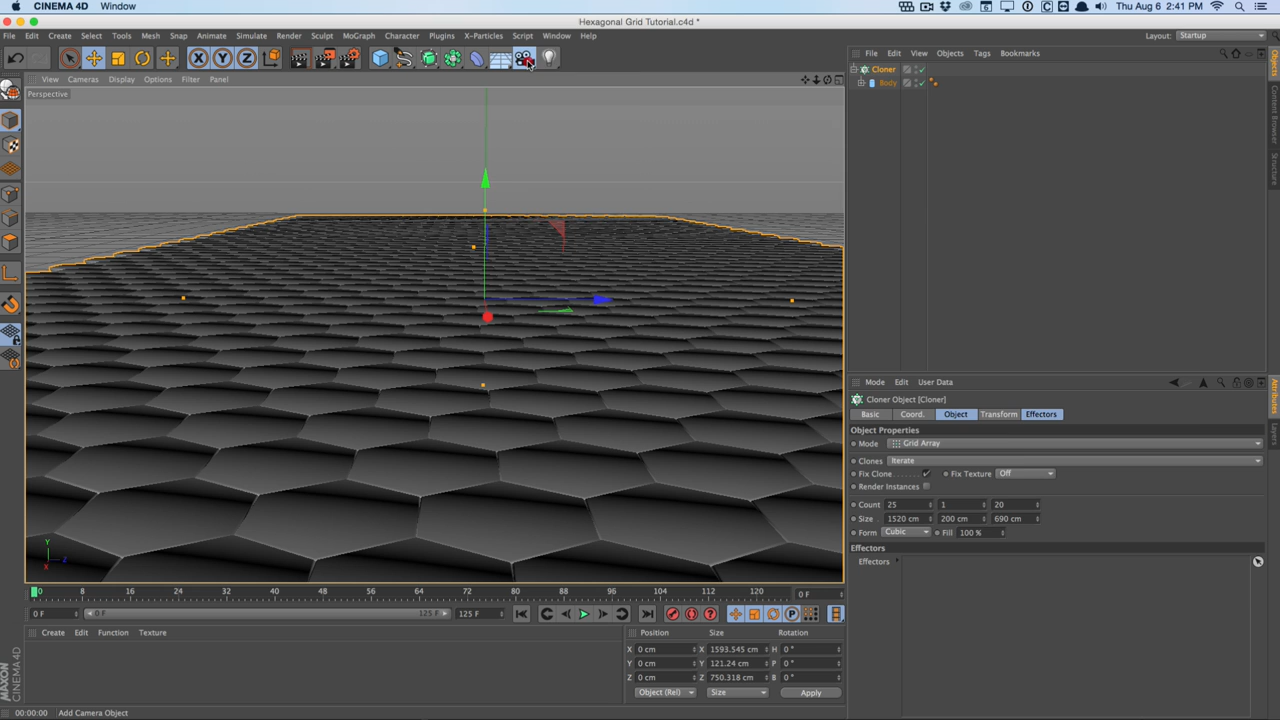 CINEMA 4D Window
Thu Aug 6 2:41 PM
Hexagonal Grid Tutorial.c4d *
File Edit Create Select Tools Mesh Snap Animate Simulate Render Sculpt MoGraph Character Plugins X-Particles Script Window Help
Layout: Startup
File Edit View Objects Tags Bookmarks
X Y Z
View Cameras Display Options Filter Panel
Perspective
Cloner
Body
Objects
Content Browser
Structure
Mode Edit User Data
Attributes
Layers
Cloner Object [Cloner]
Basic Coord. Object Transform Effectors
Object Properties
Mode Grid Array
Clones Iterate
Fix Clone Fix Texture Off
Render Instances
Count 25 1 20
Size 1520 cm 200 cm 690 cm
Form Cubic Fill 100 %
Effectors
Effectors
Y
Z
X
0 8 16 24 32 40 48 56 64 72 80 88 96 104 112 120
0 F
0 F 0 F 125 F 125 F
P
Create Edit Function Texture
Position Size Rotation
X 0 cm X 1593.545 cm H 0 °
Y 0 cm Y 121.24 cm P 0 °
Z 0 cm Z 750.318 cm B 0 °
Object (Rel) Size Apply
MAXON
CINEMA 4D
00:00:00 Add Camera Object